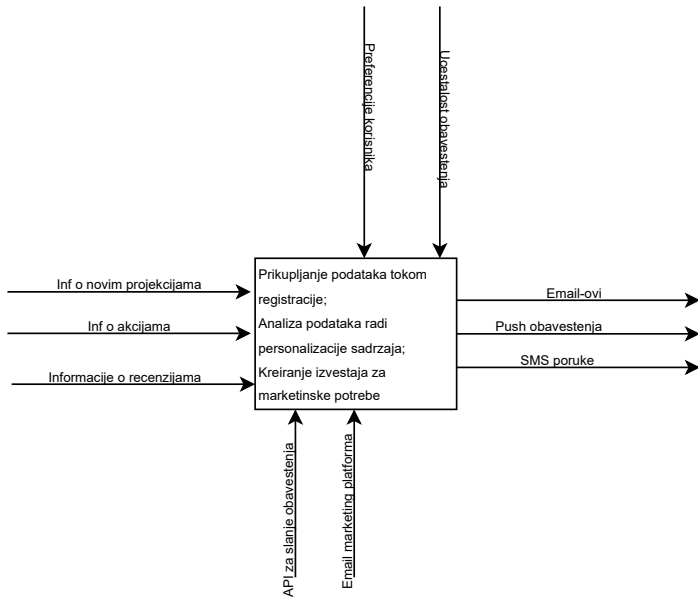 Preferencije korisnika
Ucestalost obavestenja
Inf o novim projekcijama
Inf o akcijama
Informacije o recenzijama
Prikupljanje podataka tokom
registracije;
Analiza podataka radi
personalizacije sadrzaja;
Kreiranje izvestaja za
marketinske potrebe
Email-ovi
Push obavestenja
SMS poruke
API za slanje obavestenja
Email marketing platforma